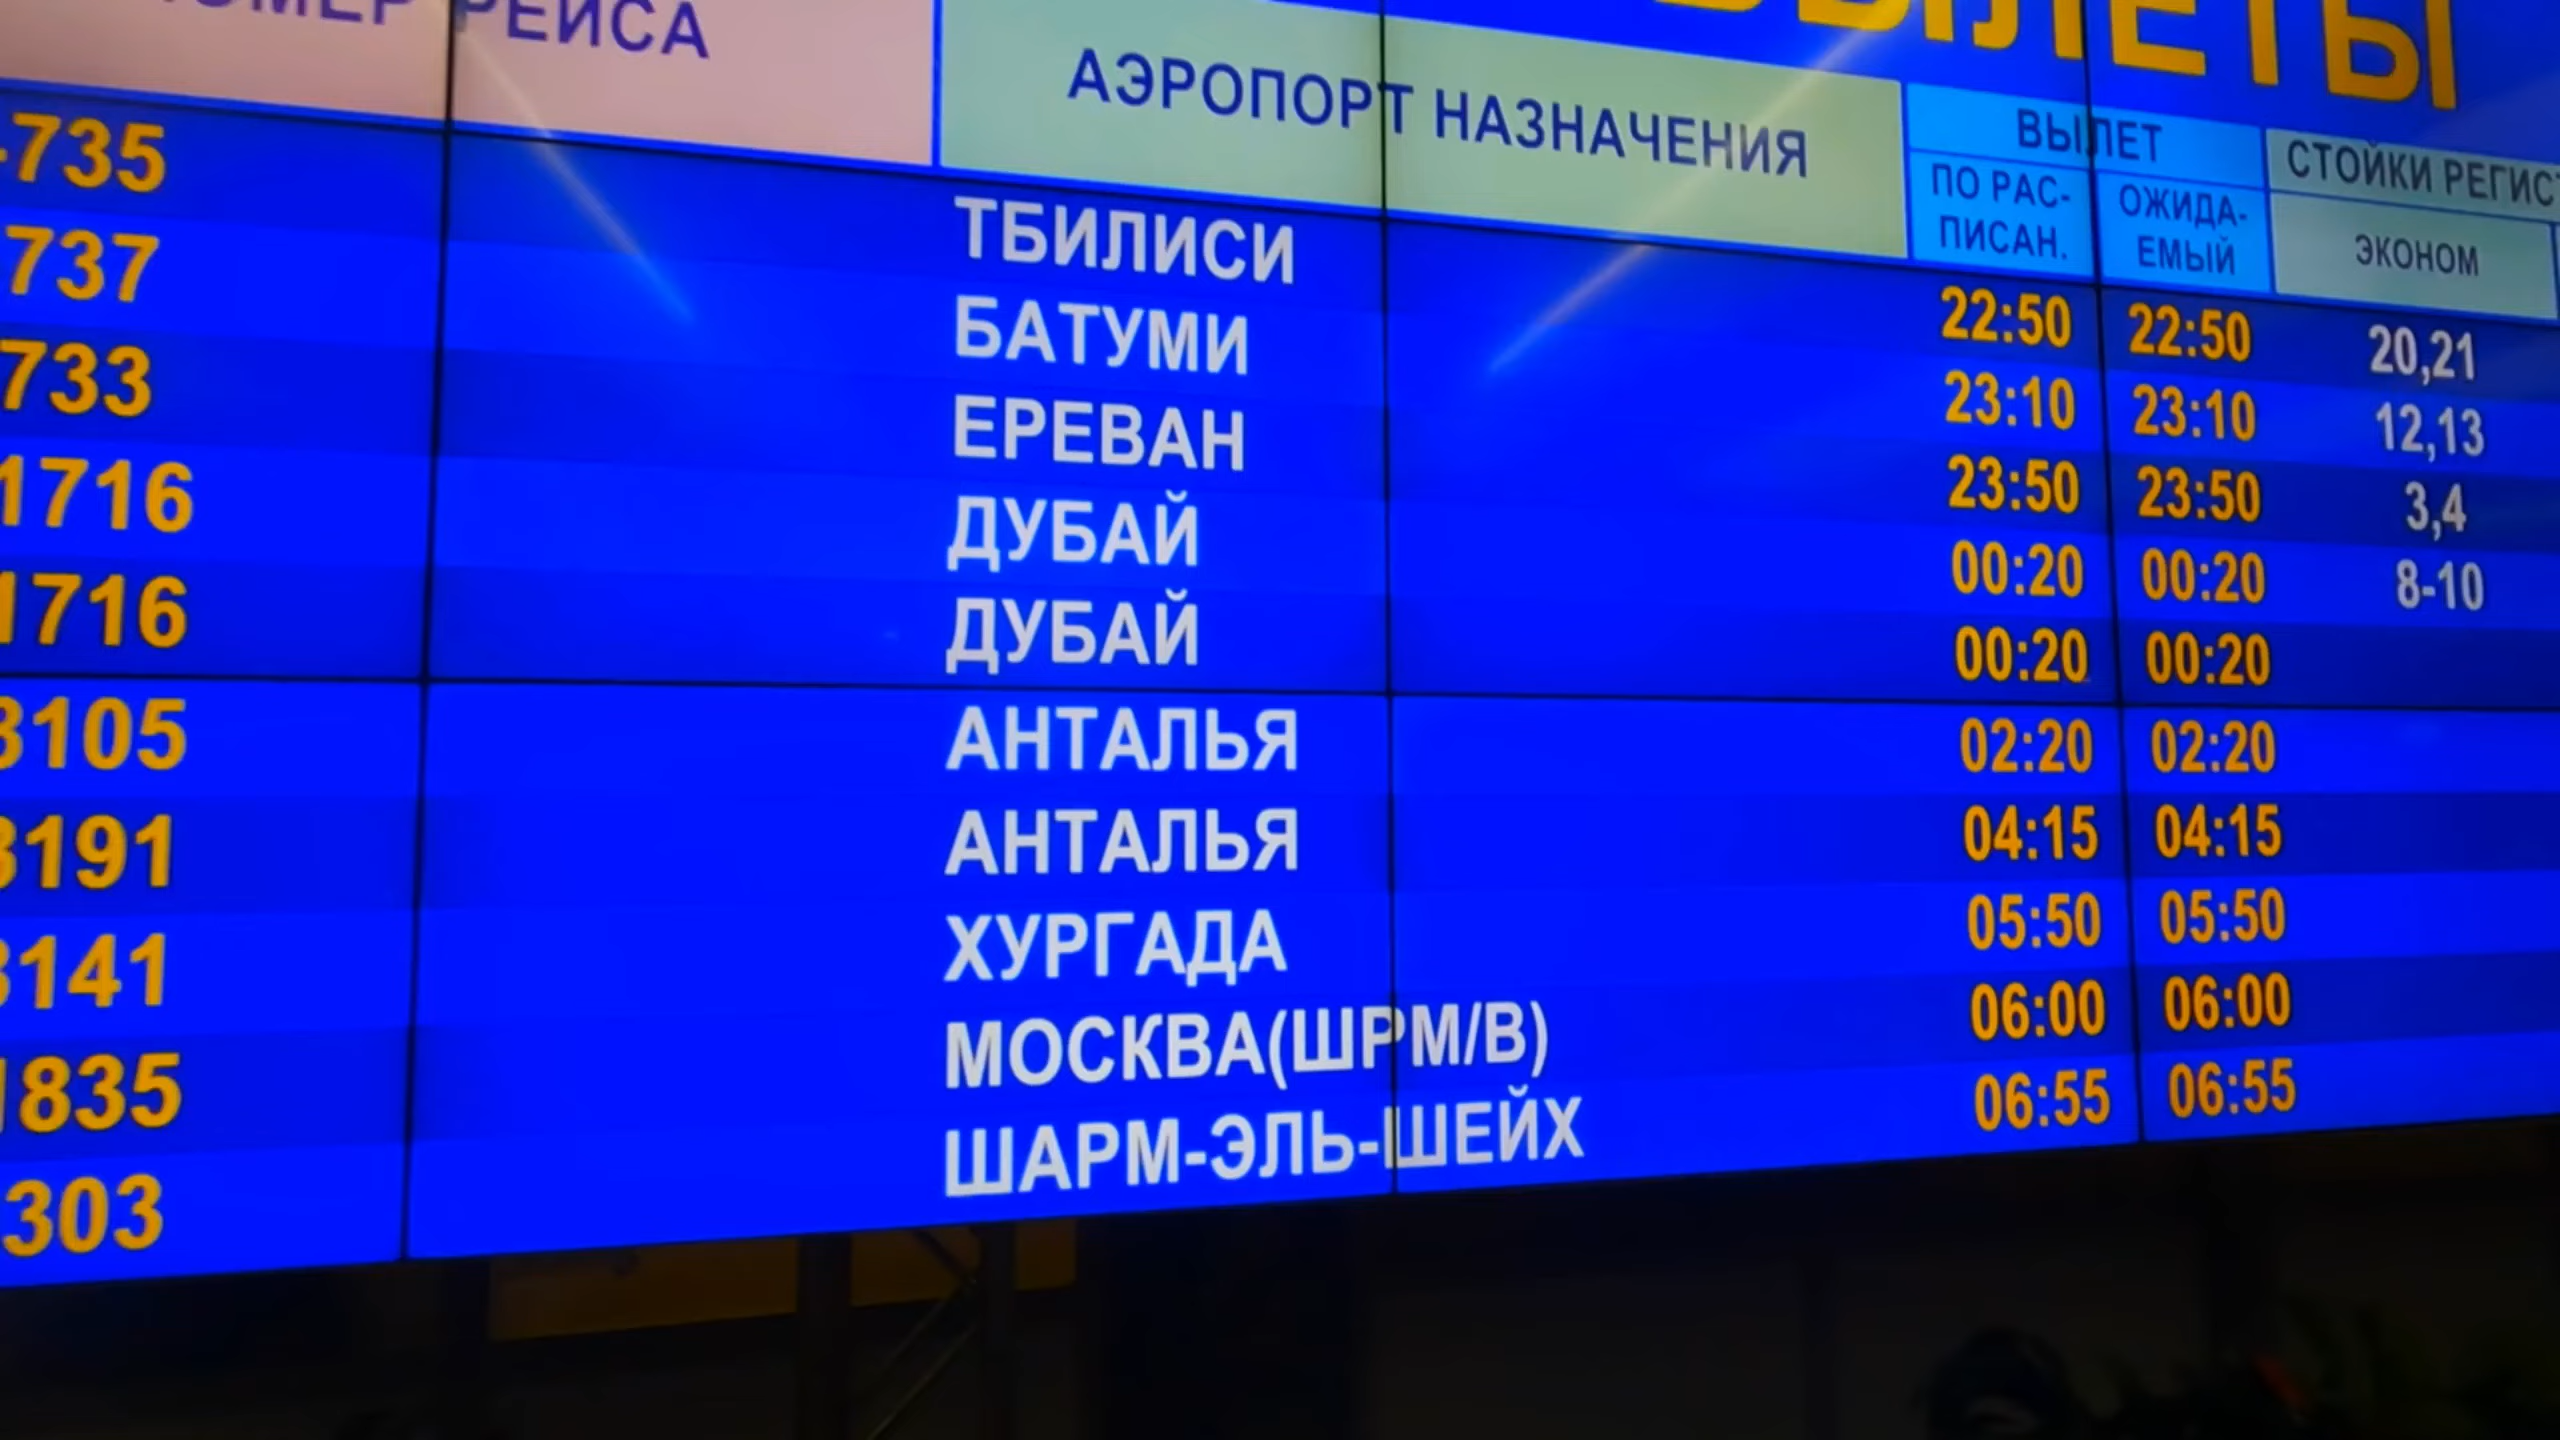 НОМЕР РЕЙСА
АЭРОПОРТ НАЗНАЧЕНИЯ
ВЫЛЕТЫ
ВЫЛЕТ
ПО РАС-
ПИСАН.
ОЖИДА-
ЕМЫЙ
СТОЙКИ РЕГИС
ЭКОНОМ
735 ТБИЛИСИ 22:50 22:50 20,21
737 БАТУМИ 23:10 23:10 12,13
733 ЕРЕВАН 23:50 23:50 3,4
1716 ДУБАЙ 00:20 00:20 8-10
1716 ДУБАЙ 00:20 00:20
3105 АНТАЛЬЯ 02:20 02:20
3191 АНТАЛЬЯ 04:15 04:15
3141 ХУРГАДА 05:50 05:50
1835 МОСКВА(ШРМ/В) 06:00 06:00
303 ШАРМ-ЭЛЬ-ШЕЙХ 06:55 06:55